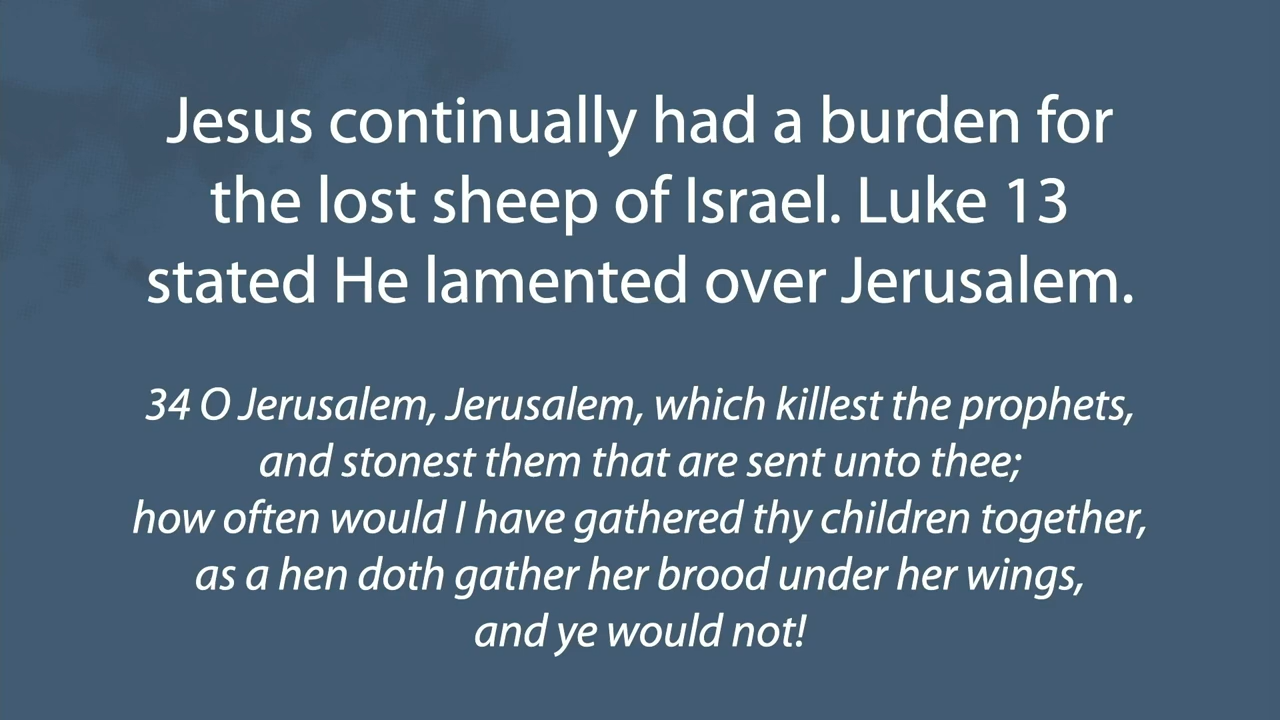 Jesus continually had a burden for
the lost sheep of Israel. Luke 13
stated He lamented over Jerusalem.
34 O Jerusalem, Jerusalem, which killest the prophets,
and stonest them that are sent unto thee;
how often would I have gathered thy children together,
as a hen doth gather her brood under her wings,
and ye would not!